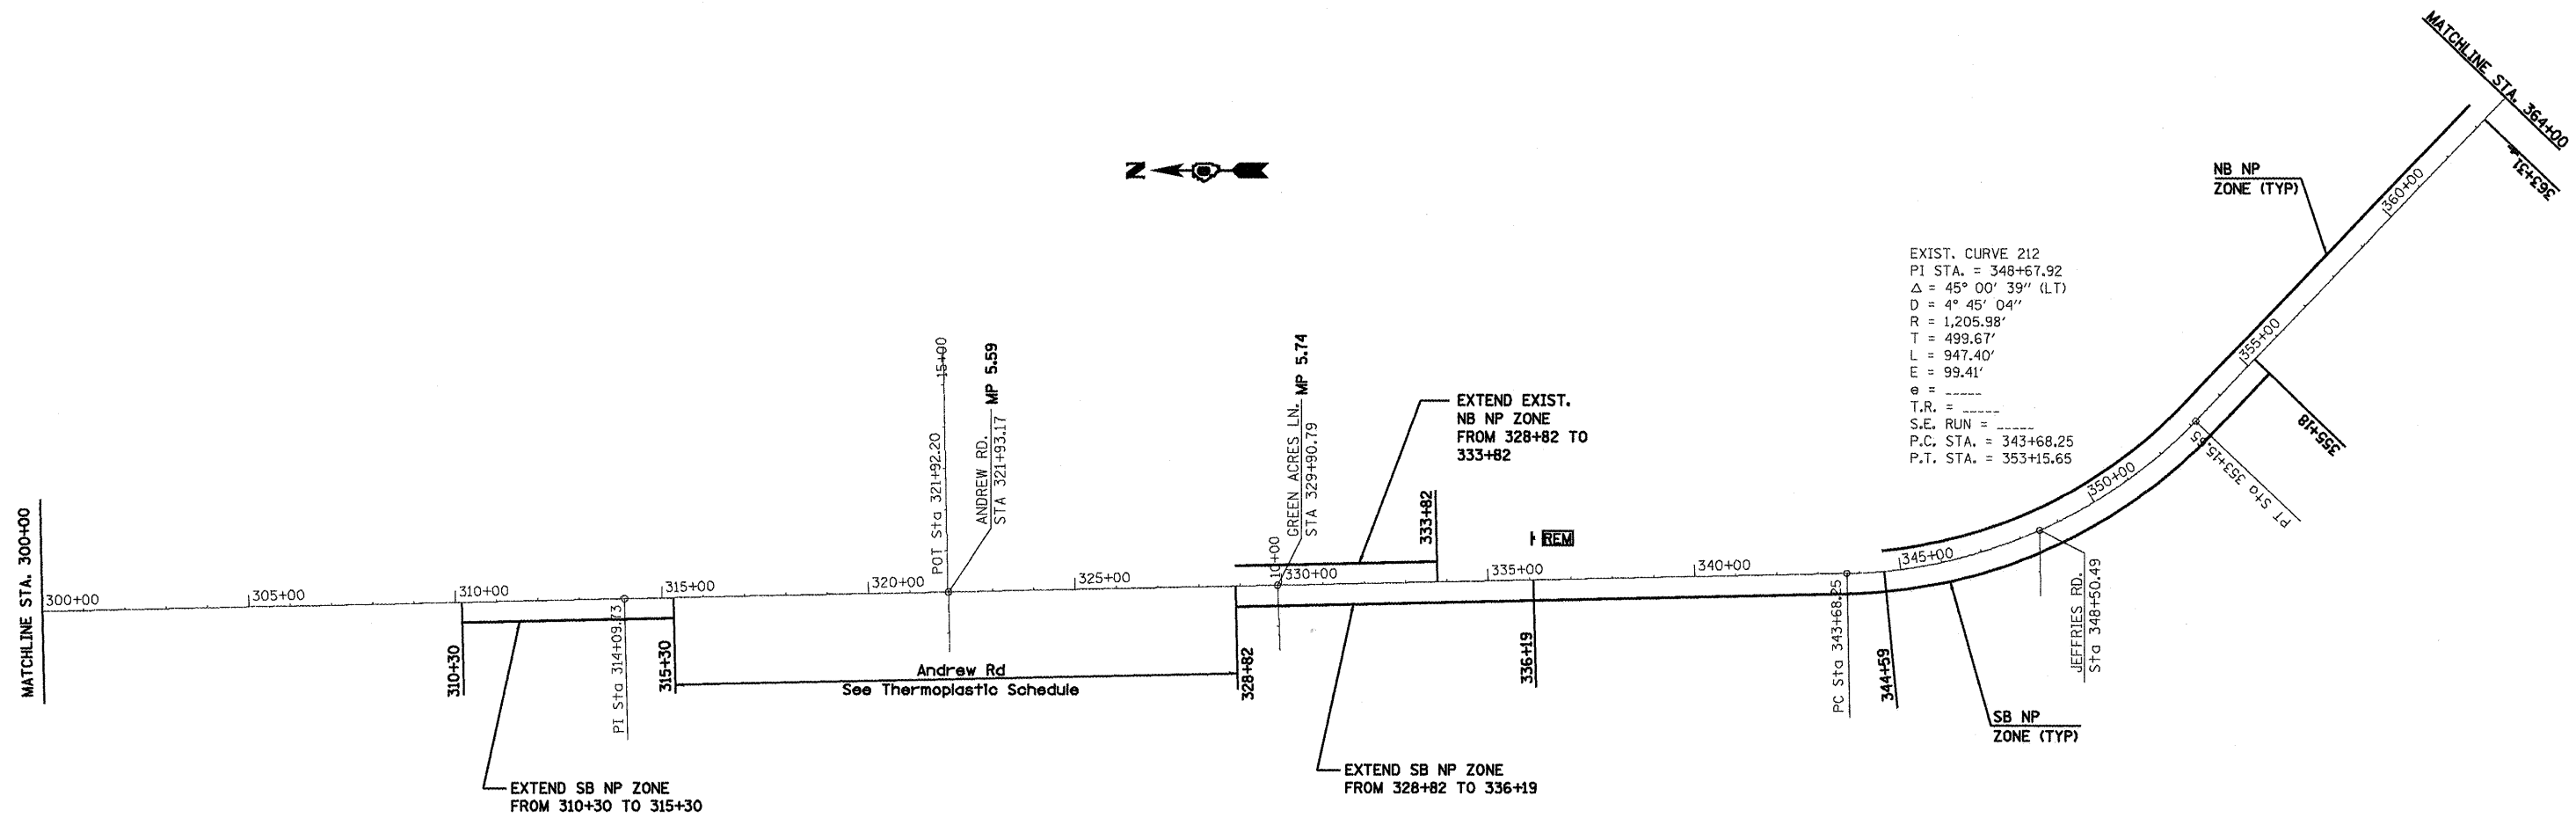 MATCHLINE STA. 300+00
300+00
305+00
310+00
315+00
320+00
325+00
330+00
335+00
340+00
345+00
350+00
355+00
360+00
MATCHLINE STA. 364+00
363+31
N
NB NP
ZONE (TYP)
EXIST. CURVE 212
PI STA. = 348+67.92
Δ = 45° 00' 39" (LT)
D = 4° 45' 04"
R = 1,205.98'
T = 499.67'
L = 947.40'
E = 99.41'
e = _____
T.R. = _____
S.E. RUN = _____
P.C. STA. = 343+68.25
P.T. STA. = 353+15.65
355+18
PT Sta 353+15.65
POT Sta 321+92.20
15+00
ANDREW RD.
STA 321+93.17
MP 5.59
10+00
GREEN ACRES LN.
STA 329+90.79
MP 5.74
EXTEND EXIST.
NB NP ZONE
FROM 328+82 TO
333+82
333+82
REM
310+30
PI Sta 314+09.73
315+30
Andrew Rd
See Thermoplastic Schedule
328+82
336+19
PC Sta 343+68.25
344+59
JEFFRIES RD.
Sta 348+50.49
SB NP
ZONE (TYP)
EXTEND SB NP ZONE
FROM 310+30 TO 315+30
EXTEND SB NP ZONE
FROM 328+82 TO 336+19